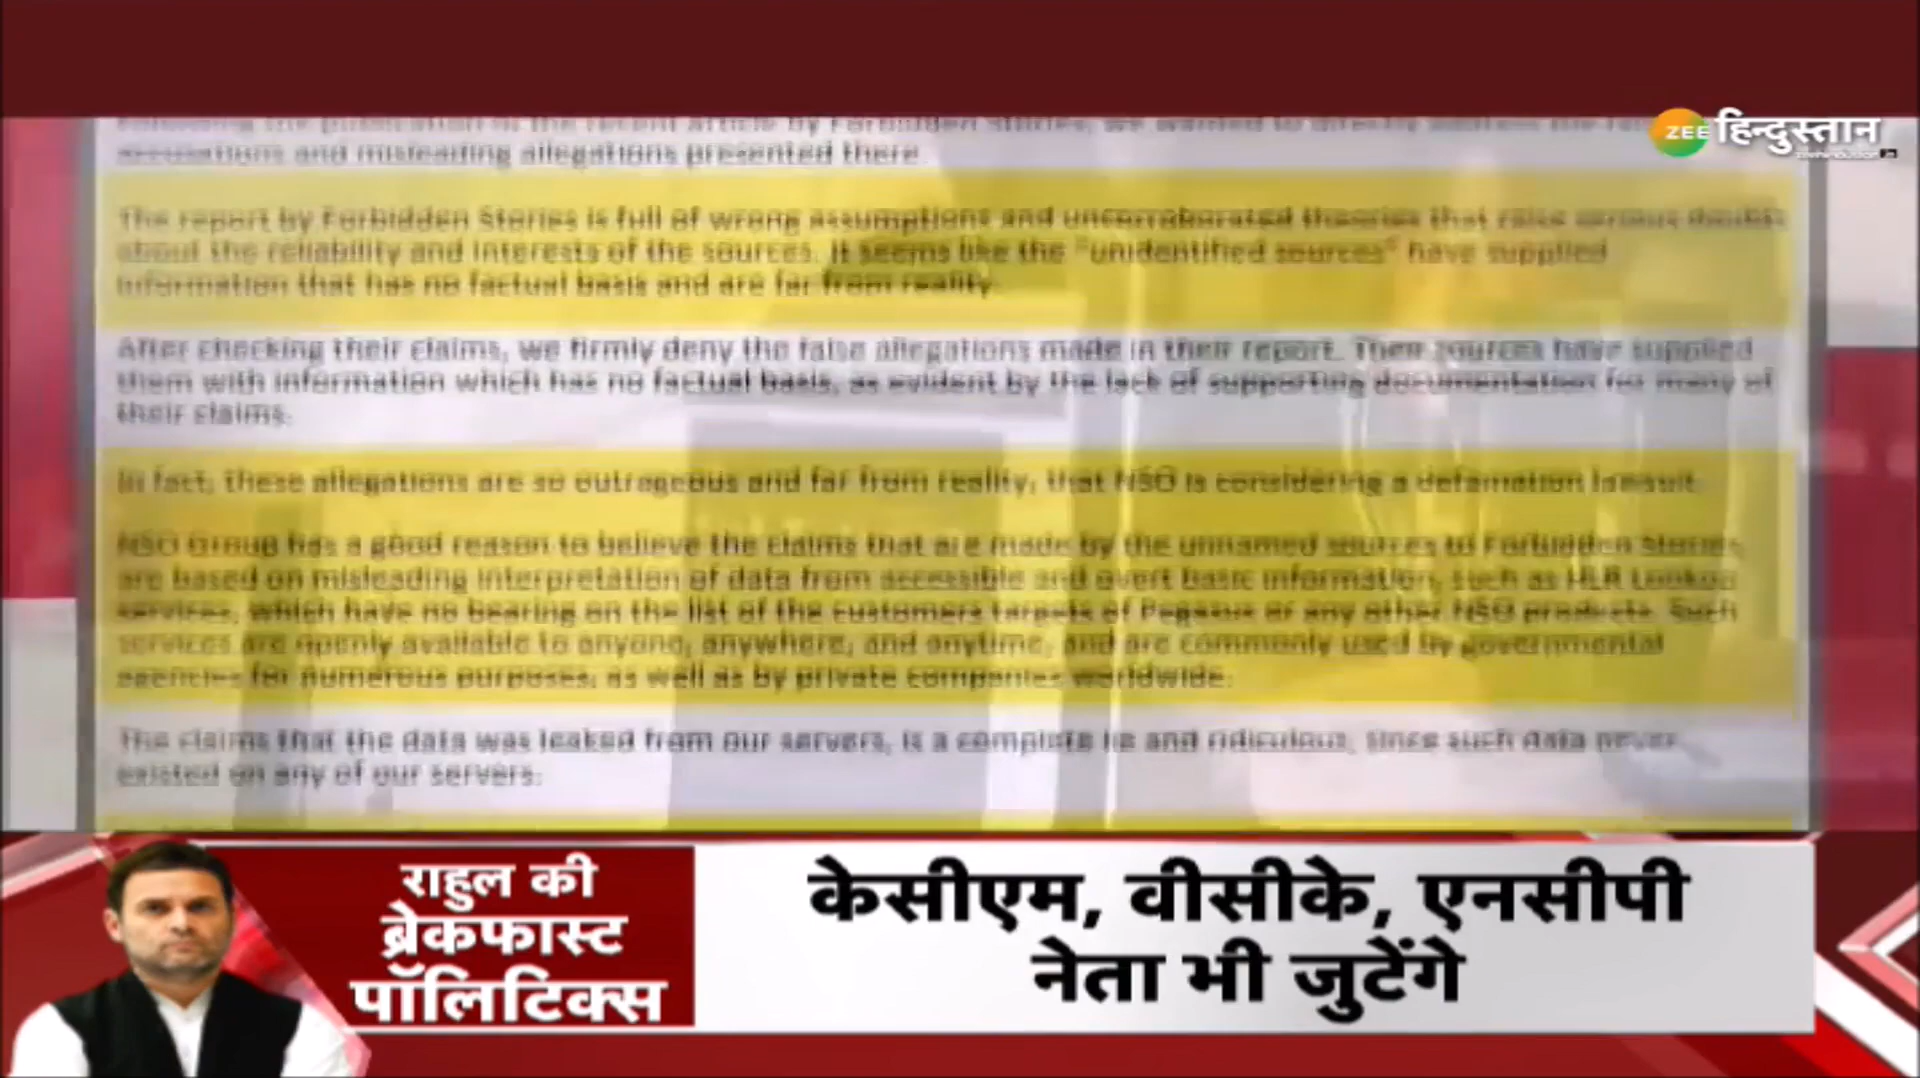 ZEE हिन्दुस्तान
accusations and misleading allegations presented there.
The report by Forbidden Stories is full of wrong assumptions and uncorroborated theories that raise serious doubts
about the reliability and interests of the sources. It seems like the "unidentified sources" have supplied
information that has no factual basis and are far from reality.
After checking their claims, we firmly deny the false allegations made in their report. Their sources have supplied
them with information which has no factual basis, as evident by the lack of supporting documentation for many of
their claims.
In fact, these allegations are so outrageous and far from reality, that NSO is considering a defamation lawsuit.
NSO Group has a good reason to believe the claims that are made by the unnamed sources to Forbidden Stories
are based on misleading interpretation of data from accessible and overt basic information, such as HLR Lookup
services, which have no bearing on the list of the customers targets of Pegasus or any other NSO products. Such
services are openly available to anyone, anywhere, and anytime, and are commonly used by governmental
agencies for numerous purposes, as well as by private companies worldwide.
The claims that the data was leaked from our servers, is a complete lie and ridiculous, since such data never
existed on any of our servers.
राहुल की
ब्रेकफास्ट
पॉलिटिक्स
केसीएम, वीसीके, एनसीपी
नेता भी जुटेंगे